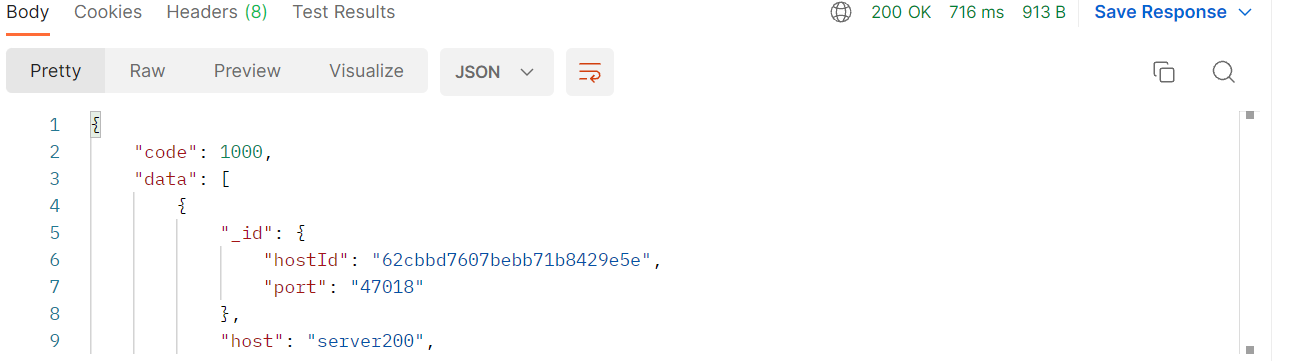 Body Cookies Headers (8) Test Results 200 OK 716 ms 913 B Save Response
Pretty Raw Preview Visualize JSON
1 {
2 "code": 1000,
3 "data": [
4 {
5 "_id": {
6 "hostId": "62cbbd7607bebb71b8429e5e",
7 "port": "47018"
8 },
9 "host": "server200",